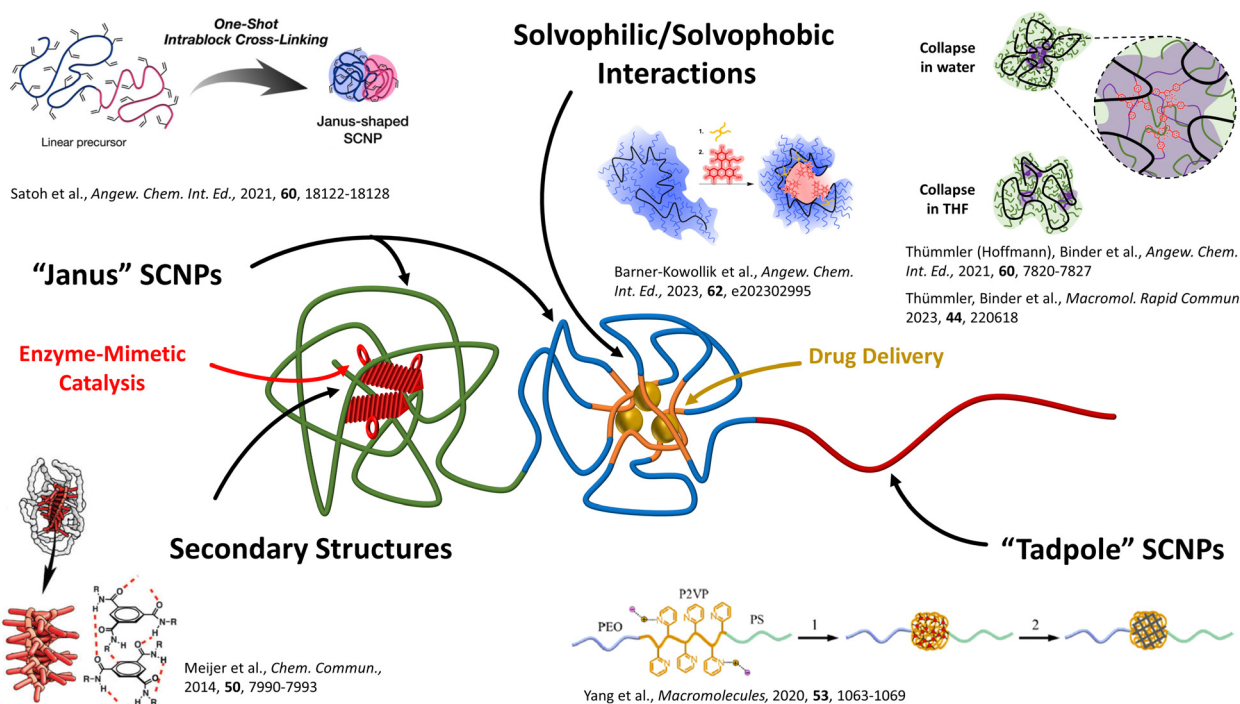 One-Shot
Intrablock Cross-Linking
Linear precursor
Janus-shaped
SCNP
Satoh et al., Angew. Chem. Int. Ed., 2021, 60, 18122-18128
Solvophilic/Solvophobic
Interactions
1.
2.
Barner-Kowollik et al., Angew. Chem.
Int. Ed., 2023, 62, e202302995
Collapse
in water
Collapse
in THF
Thümmler (Hoffmann), Binder et al., Angew. Chem.
Int. Ed., 2021, 60, 7820-7827
Thümmler, Binder et al., Macromol. Rapid Commun
2023, 44, 220618
“Janus” SCNPs
Enzyme-Mimetic
Catalysis
Drug Delivery
Secondary Structures
“Tadpole” SCNPs
R
O
O
N
H
N-R
H
O
N
H
R
R
O
H
N
H
R-N
O
O
N-R
H
Meijer et al., Chem. Commun.,
2014, 50, 7990-7993
PEO
P2VP
PS
N
N
N
N
N
N
1
2
Yang et al., Macromolecules, 2020, 53, 1063-1069